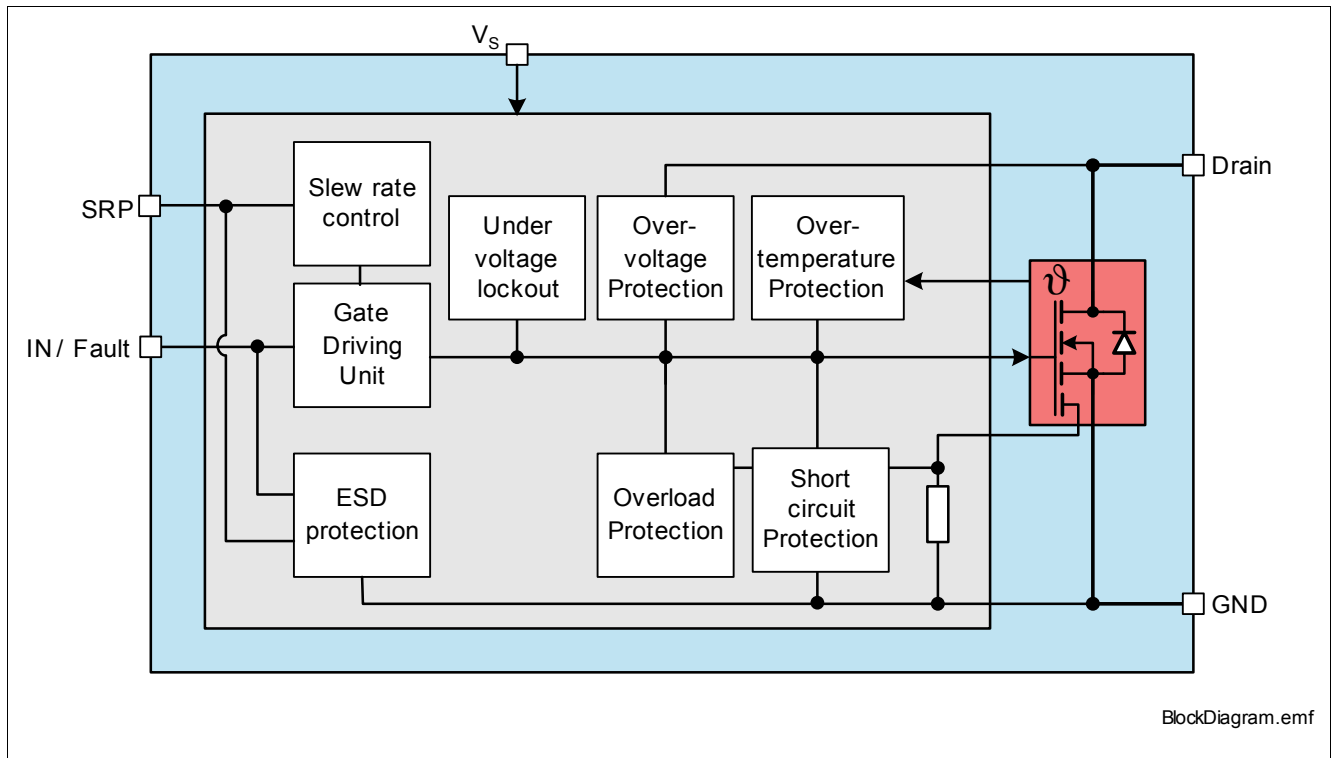 V_S
SRP
IN/ Fault
Slew rate
control
Gate
Driving
Unit
ESD
protection
Under
voltage
lockout
Over-
voltage
Protection
Over-
temperature
Protection
Overload
Protection
Short
circuit
Protection
ϑ
Drain
GND
BlockDiagram.emf